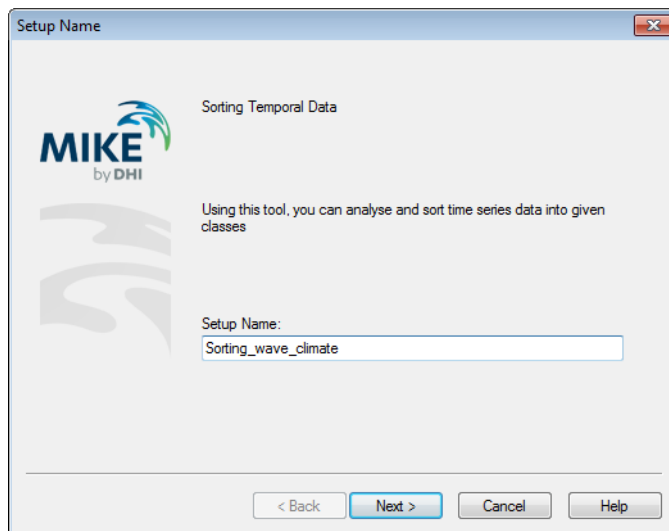 Setup Name
Sorting Temporal Data
MIKE
by DHI
Using this tool, you can analyse and sort time series data into given
classes
Setup Name:
Sorting_wave_climate
< Back
Next >
Cancel
Help